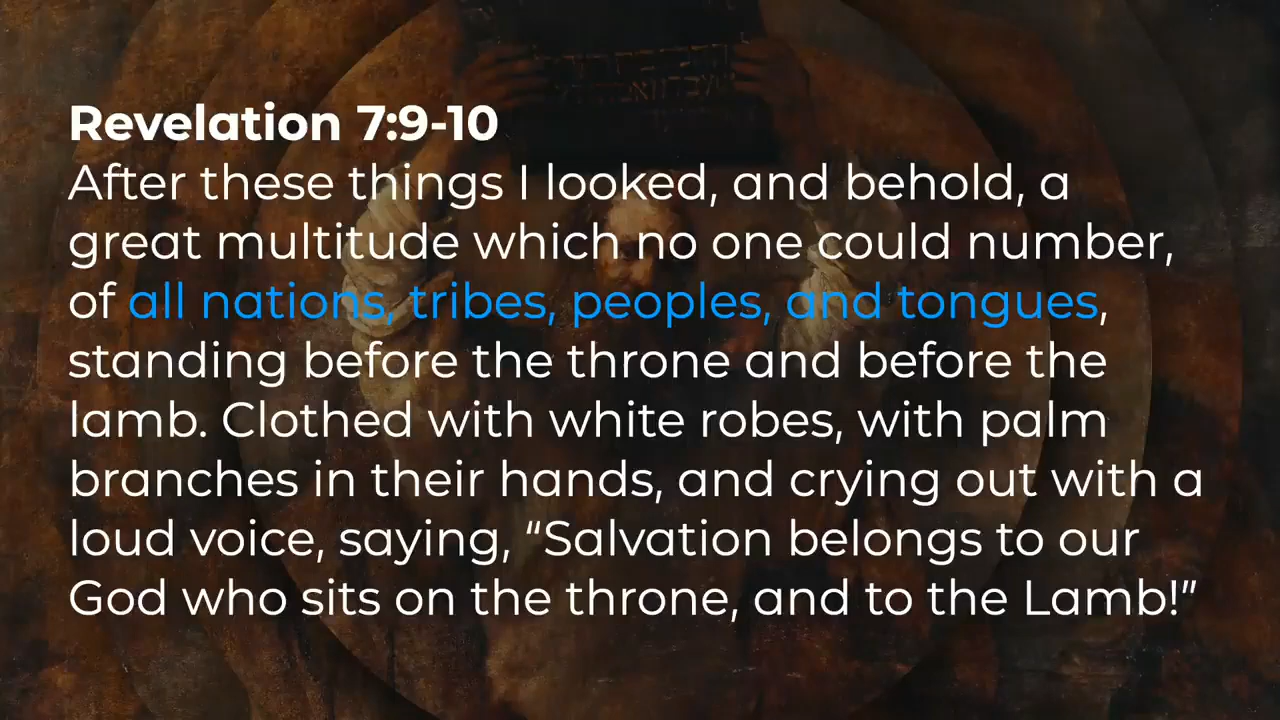 Revelation 7:9-10
After these things I looked, and behold, a
great multitude which no one could number,
of all nations, tribes, peoples, and tongues,
standing before the throne and before the
lamb. Clothed with white robes, with palm
branches in their hands, and crying out with a
loud voice, saying, “Salvation belongs to our
God who sits on the throne, and to the Lamb!”